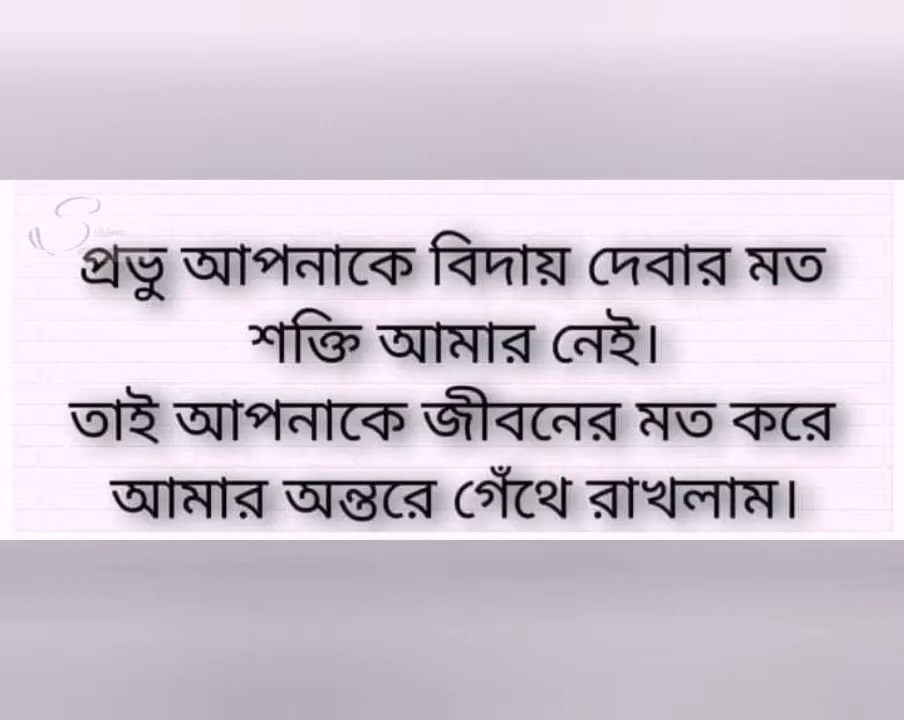 প্রভু আপনাকে বিদায় দেবার মত
শক্তি আমার নেই।
তাই আপনাকে জীবনের মত করে
আমার অন্তরে গেঁথে রাখলাম।